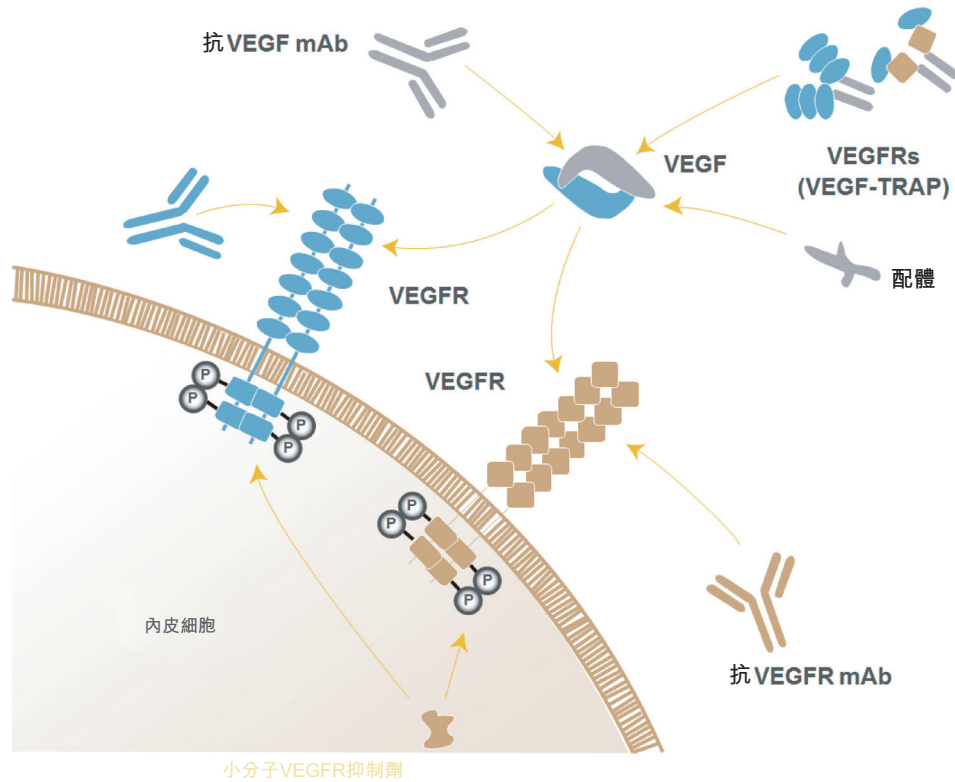 抗VEGF mAb
VEGF
VEGFRs
(VEGF-TRAP)
配體
VEGFR
VEGFR
P
P
P
P
P
P
P
P
內皮細胞
抗VEGFR mAb
小分子VEGFR抑制劑